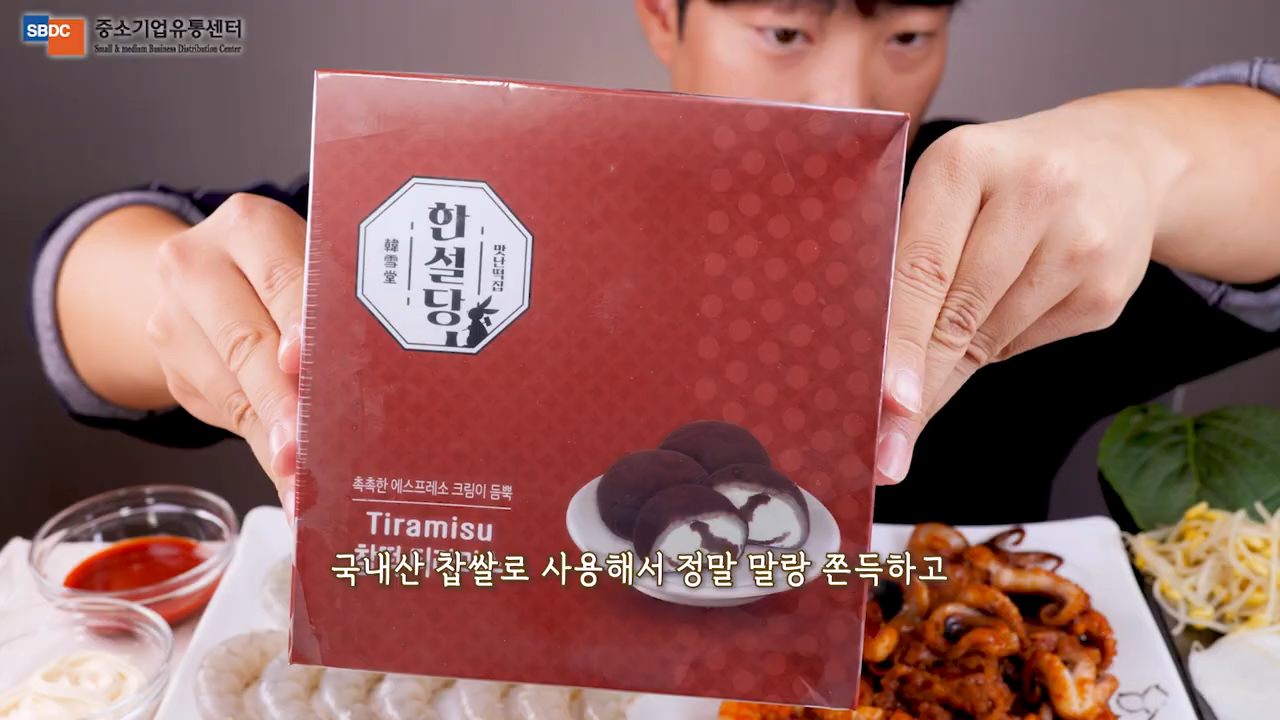 SBDC 중소기업유통센터
Small & medium Business Distribution Center
한설당
韓雪堂
맛난떡집
촉촉한 에스프레소 크림이 듬뿍
Tiramisu
국내산 찹쌀로 사용해서 정말 말랑 쫀득하고